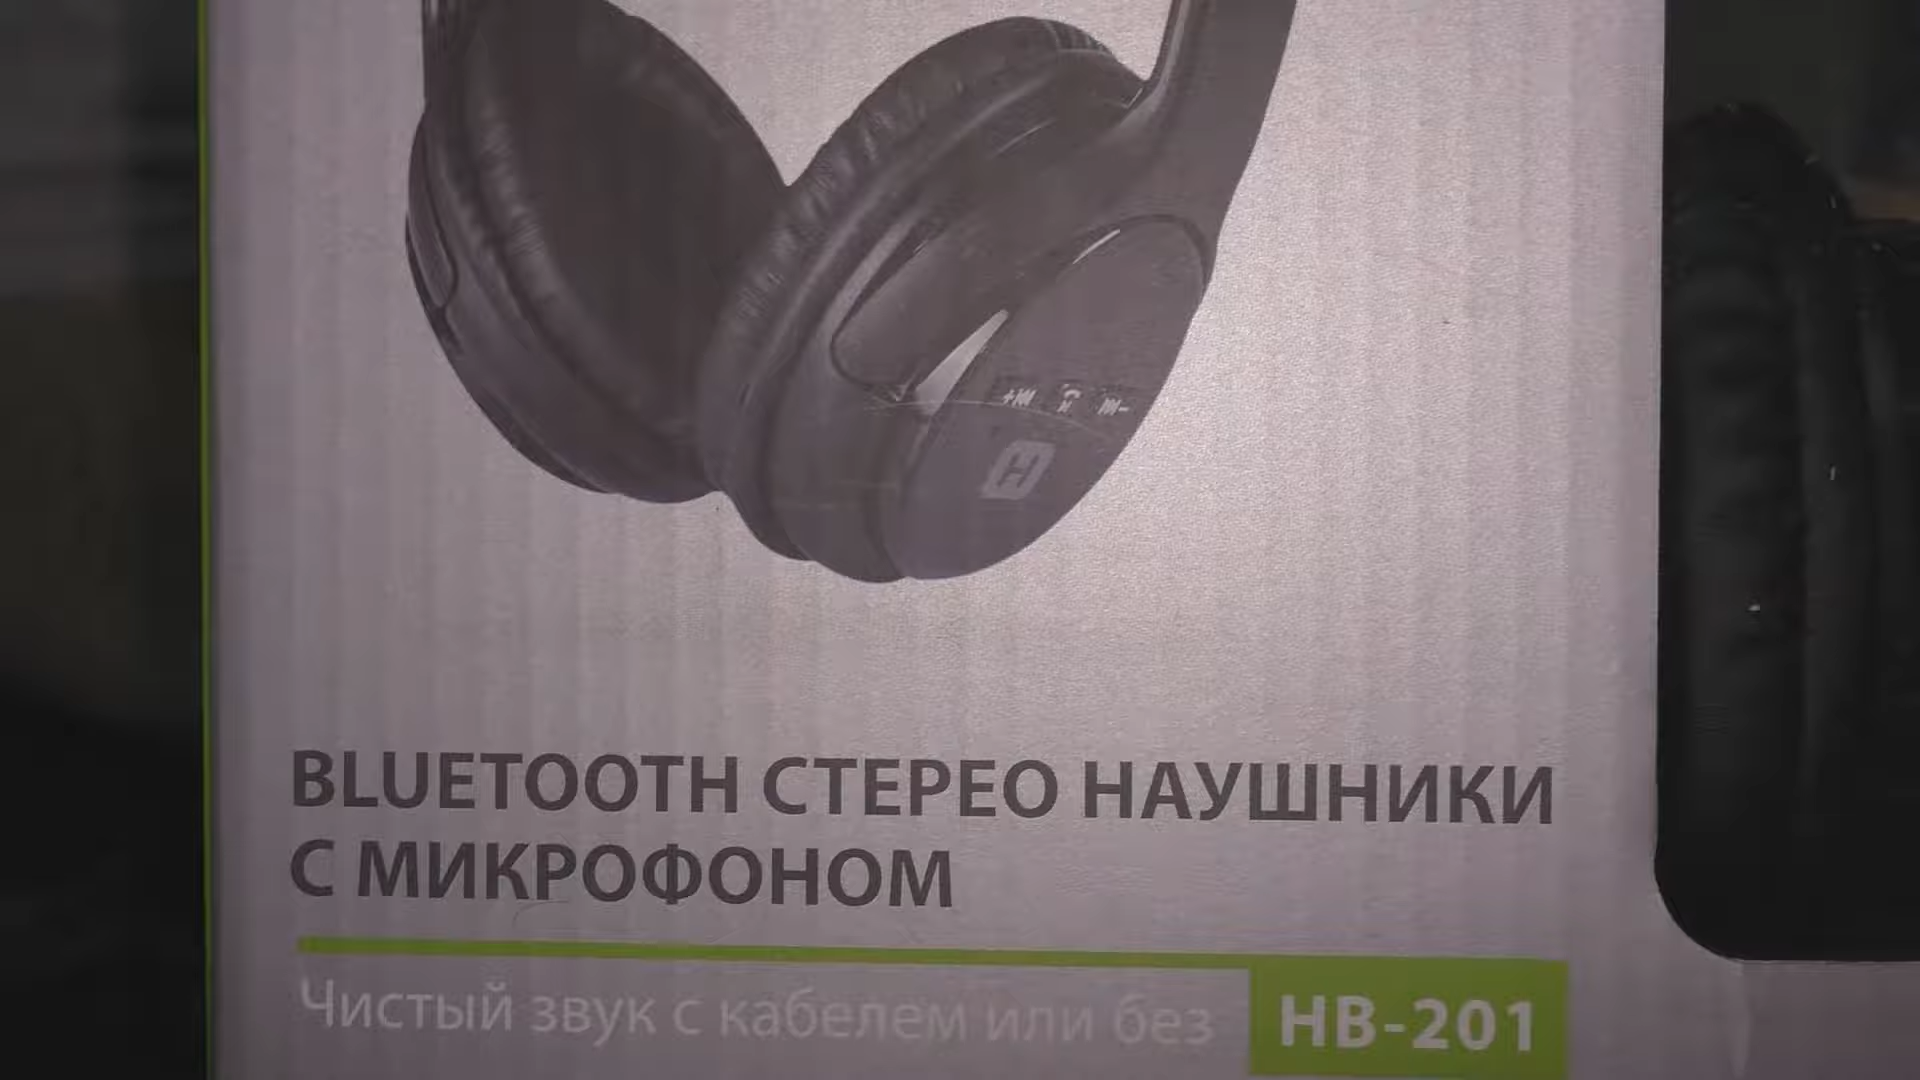 H
BLUETOOTH СТЕРЕО НАУШНИКИ
С МИКРОФОНОМ
Чистый звук с кабелем или без
HB-201